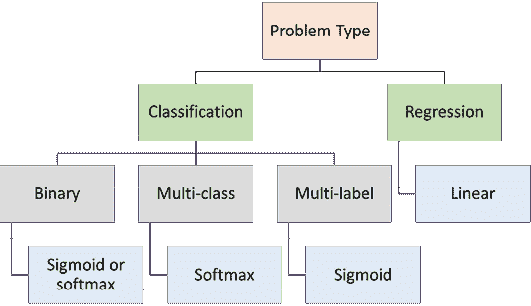 Problem Type
Classification
Regression
Binary
Multi-class
Multi-label
Linear
Sigmoid or
softmax
Softmax
Sigmoid